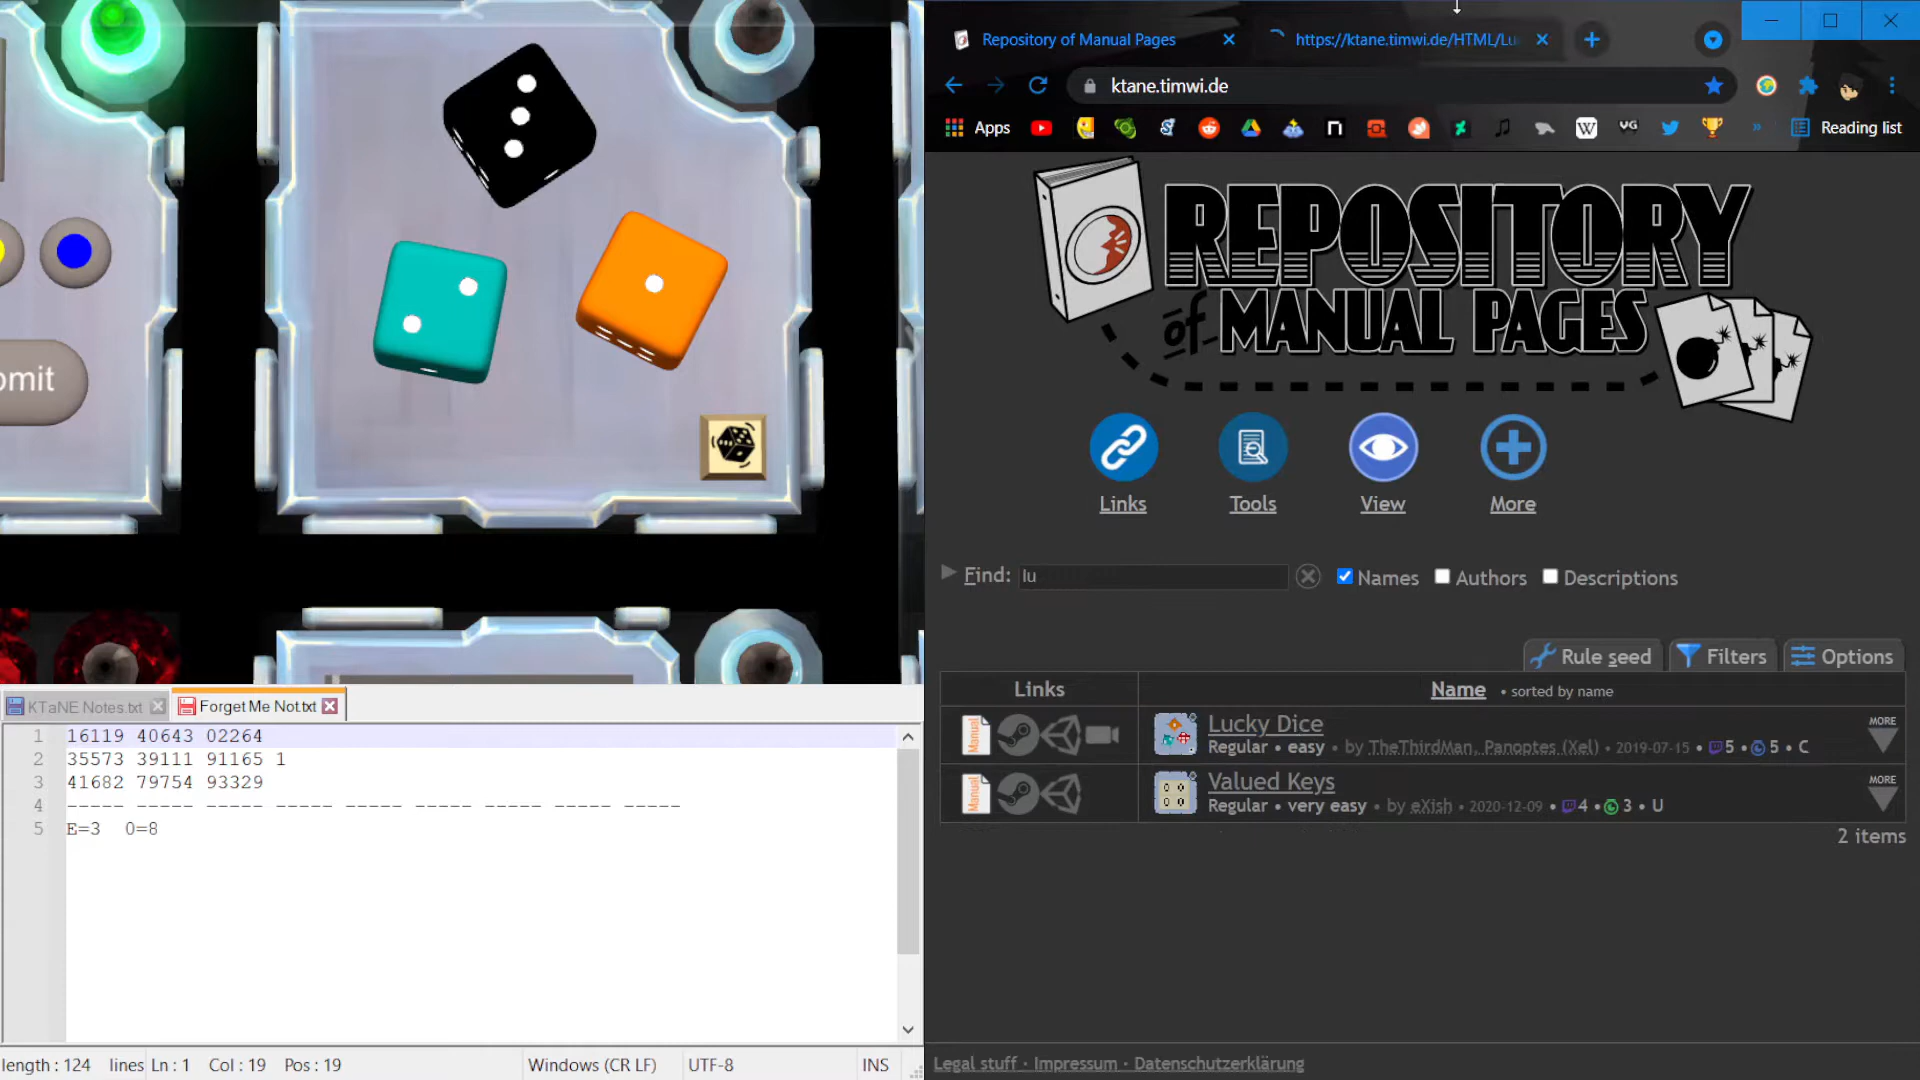 omit
KTaNE Notes.txt
Forget Me Not.txt
1 16119 40643 02264
2 35573 39111 91165 1
3 41682 79754 93329
4 ----- ----- ----- ----- ----- ----- ----- ----- -----
5 E=3 O=8
length : 124 lines Ln : 1 Col : 19 Pos : 19 Windows (CR LF) UTF-8 INS
Repository of Manual Pages
https://ktane.timwi.de/HTML/Lu
ktane.timwi.de
Apps
Reading list
REPOSITORY
of MANUAL PAGES
Links Tools View More
Find: lu Names Authors Descriptions
Rule seed Filters Options
Links Name • sorted by name
Manual Lucky Dice MORE
Regular • easy • by TheThirdMan, Panoptes (Xel) • 2019-07-15 • 5 • 5 • C
Manual Valued Keys MORE
Regular • very easy • by eXish • 2020-12-09 • 4 • 3 • U
2 items
Legal stuff · Impressum · Datenschutzerklärung